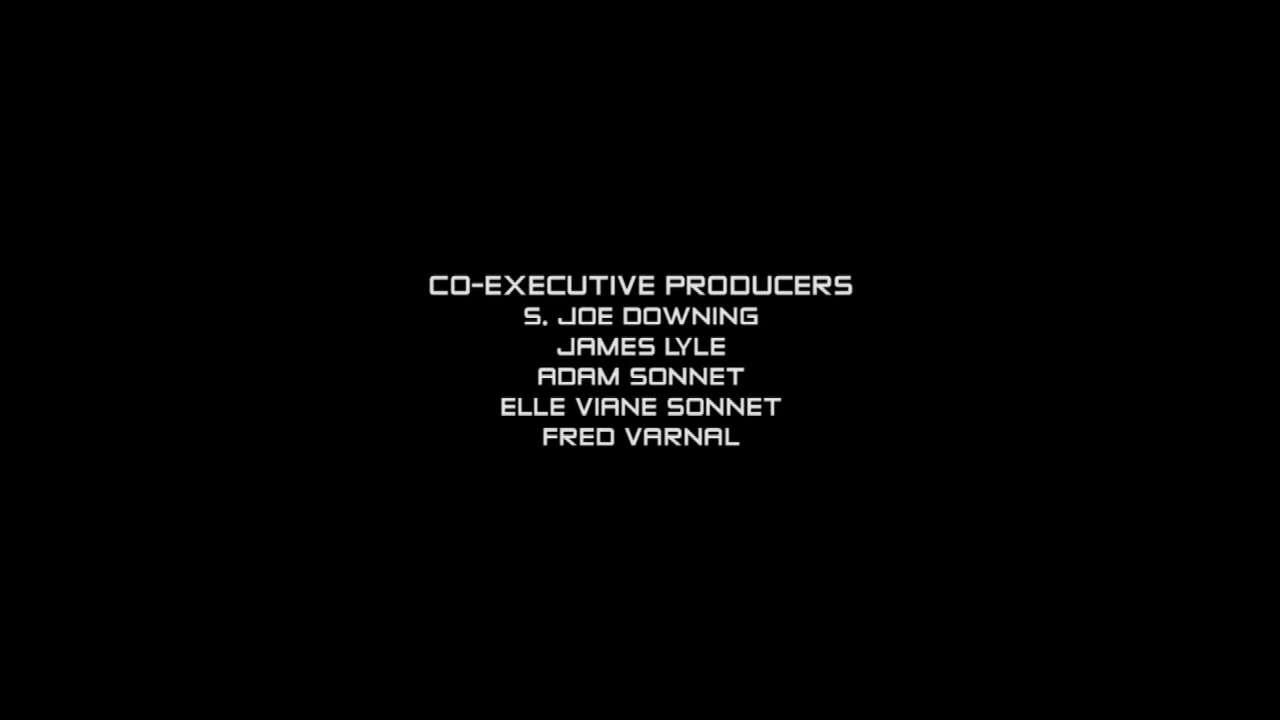 CO-EXECUTIVE PRODUCERS
S. JOE DOWNING
JAMES LYLE
ADAM SONNET
ELLE VIANE SONNET
FRED VARNAL